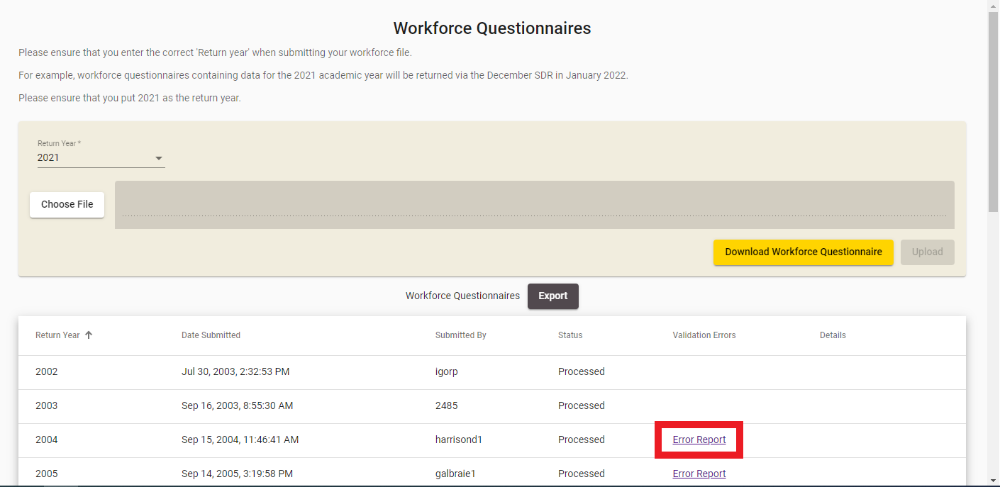 Workforce Questionnaires
Please ensure that you enter the correct 'Return year' when submitting your workforce file.
For example, workforce questionnaires containing data for the 2021 academic year will be returned via the December SDR in January 2022.
Please ensure that you put 2021 as the return year.
Return Year *
2021
Choose File
Download Workforce Questionnaire Upload
Workforce Questionnaires Export
Return Year Date Submitted Submitted By Status Validation Errors Details
2002 Jul 30, 2003, 2:32:53 PM igorp Processed
2003 Sep 16, 2003, 8:55:30 AM 2485 Processed
2004 Sep 15, 2004, 11:46:41 AM harrisond1 Processed Error Report
2005 Sep 14, 2005, 3:19:58 PM galbraie1 Processed Error Report